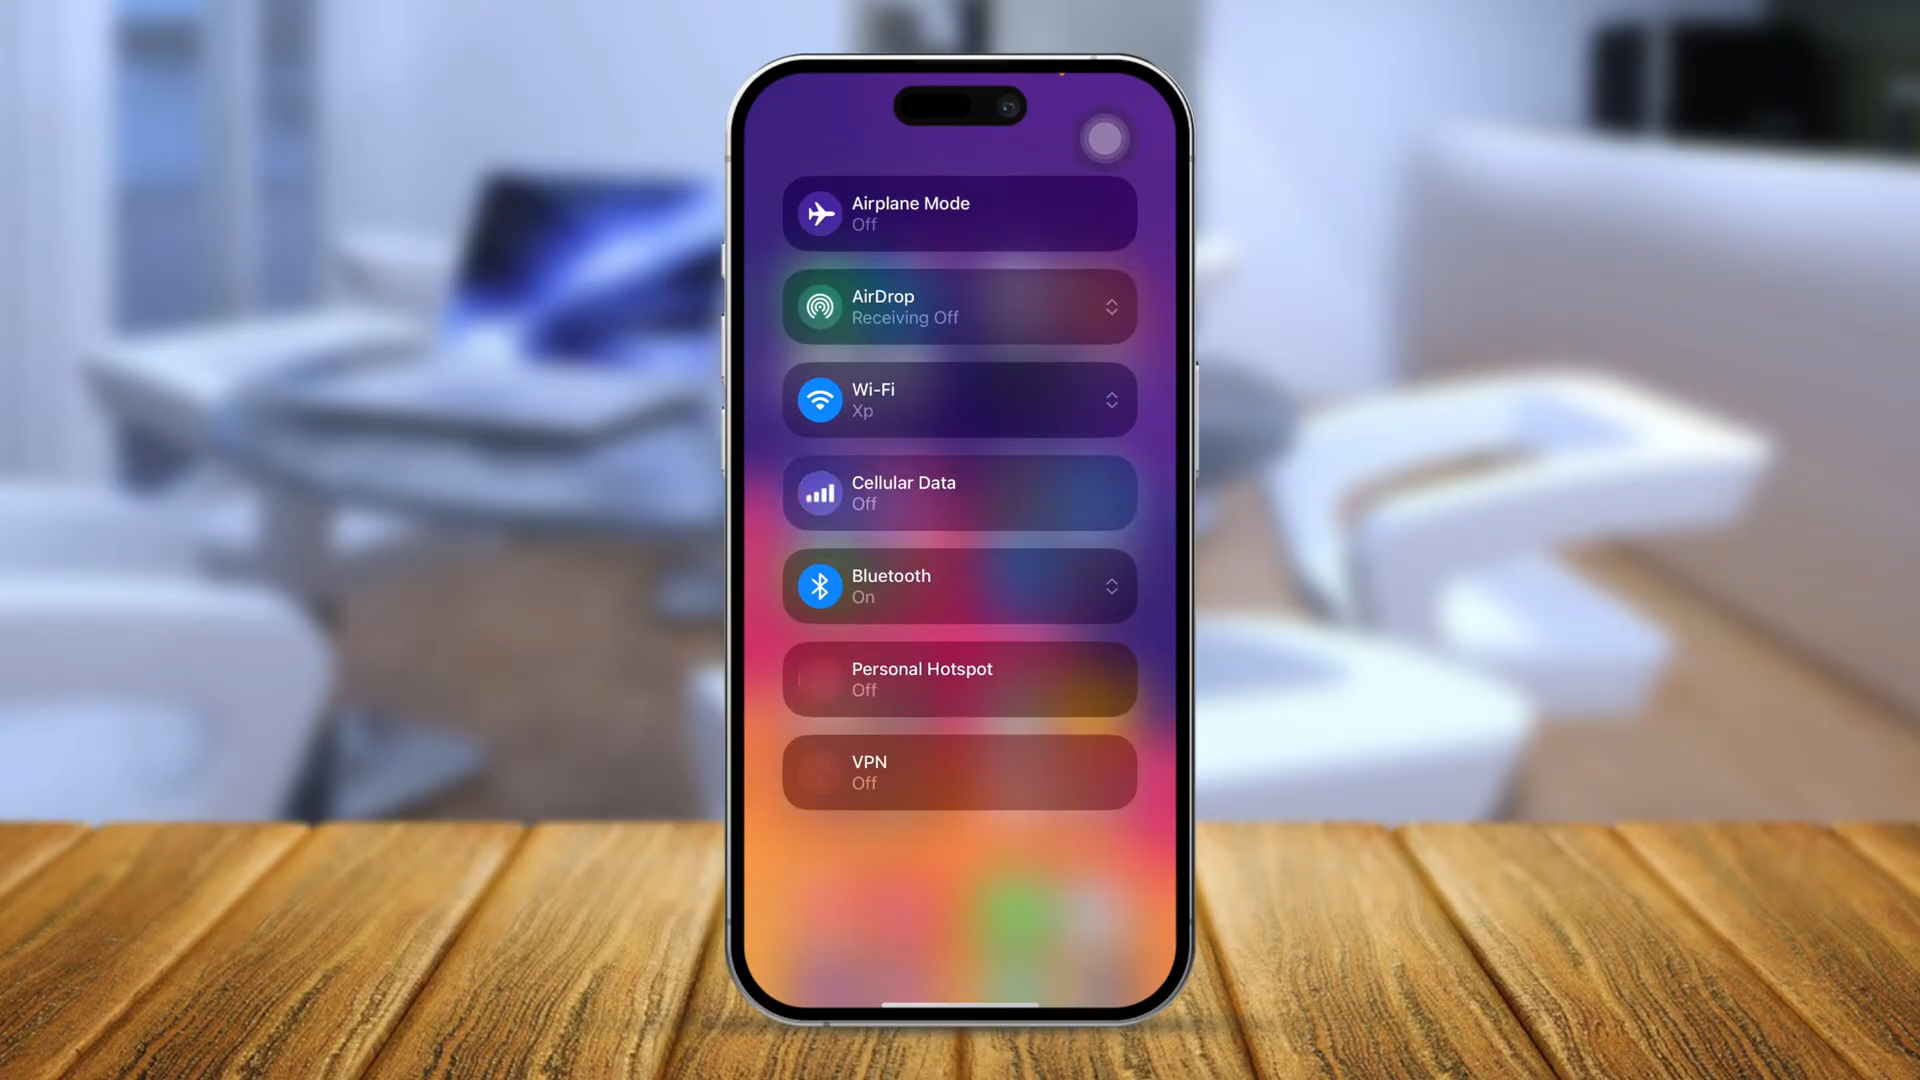 Airplane Mode
Off
AirDrop
Receiving Off
Wi-Fi
Xp
Cellular Data
Off
Bluetooth
On
Personal Hotspot
Off
VPN
Off